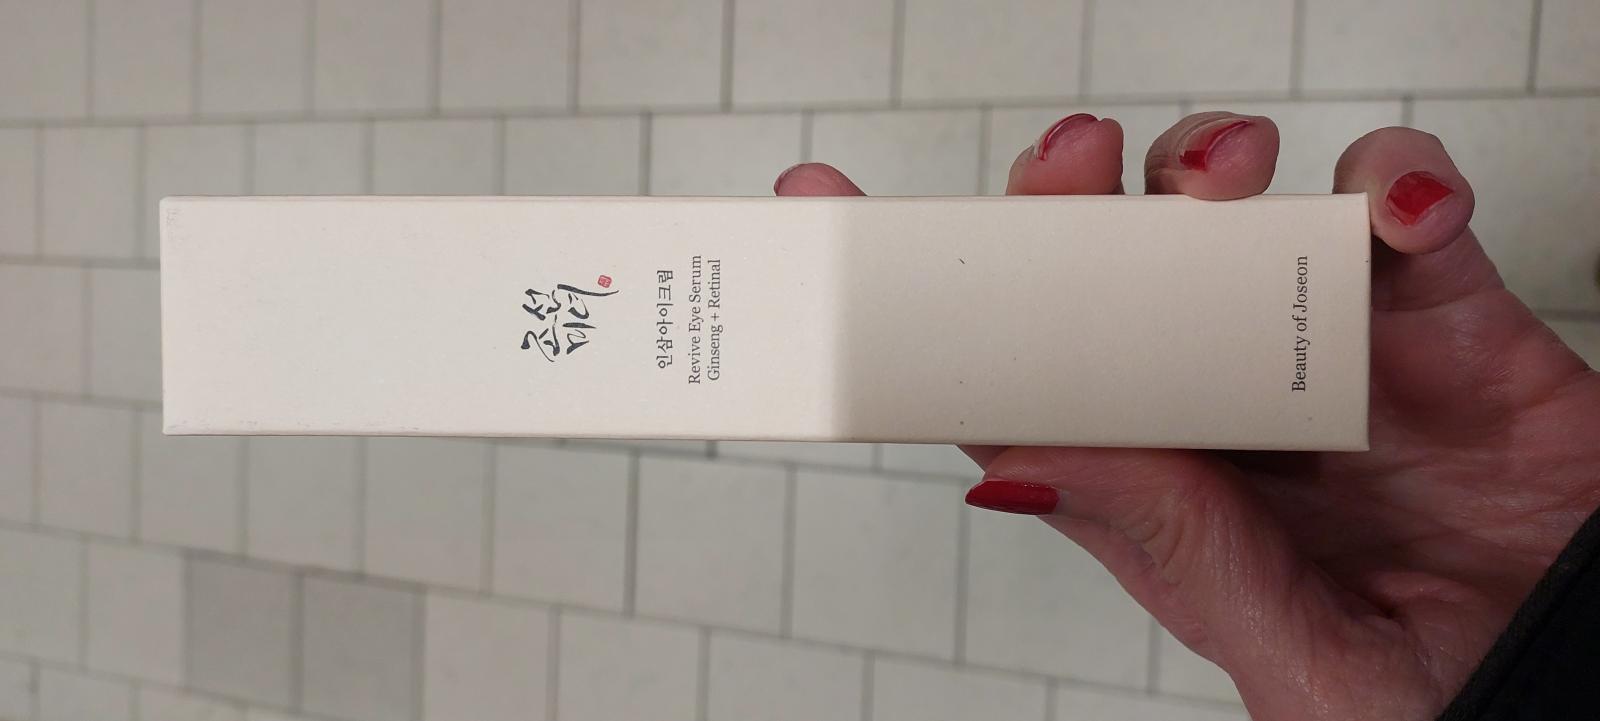 조선
미녀
인삼아이크림
Revive Eye Serum
Ginseng + Retinal
Beauty of Joseon